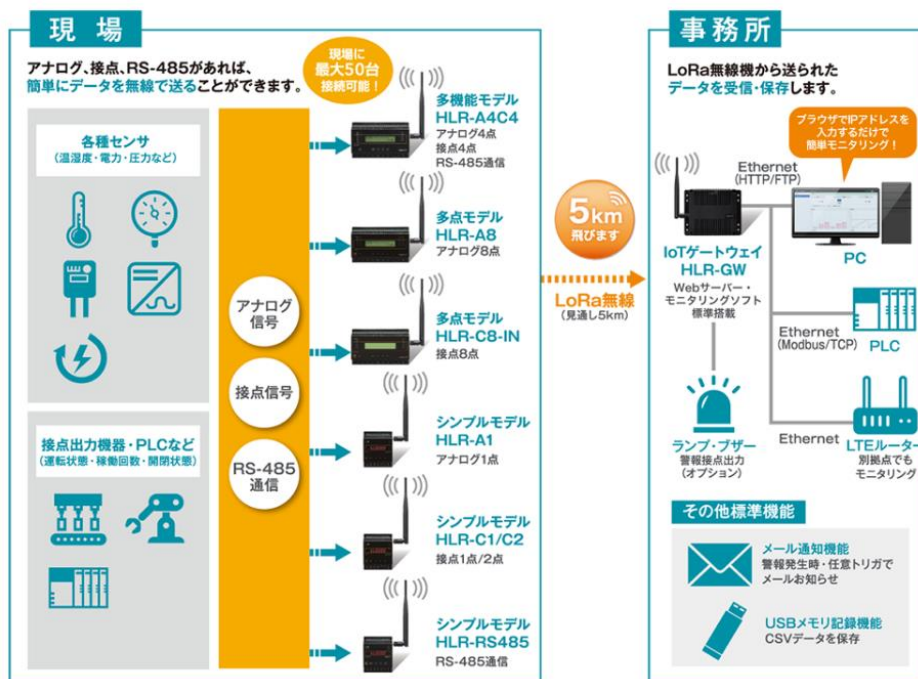 現場
アナログ、接点、RS-485があれば、
簡単にデータを無線で送ることができます。
現場に
最大50台
接続可能！
各種センサ
（温湿度・電力・圧力など）
接点出力機器・PLCなど
（運転状態・稼働回数・開閉状態）
アナログ
信号
接点信号
RS-485
通信
多機能モデル
HLR-A4C4
アナログ4点
接点4点
RS-485通信
多点モデル
HLR-A8
アナログ8点
多点モデル
HLR-C8-IN
接点8点
シンプルモデル
HLR-A1
アナログ1点
シンプルモデル
HLR-C1/C2
接点1点/2点
シンプルモデル
HLR-RS485
RS-485通信
5km
飛びます
LoRa無線
（見通し5km）
事務所
LoRa無線機から送られた
データを受信・保存します。
ブラウザでIPアドレスを
入力するだけで
簡単モニタリング！
Ethernet
(HTTP/FTP)
PC
IoTゲートウェイ
HLR-GW
Webサーバー・
モニタリングソフト
標準搭載
Ethernet
(Modbus/TCP)
PLC
Ethernet
LTEルーター
別拠点でも
モニタリング
ランプ・ブザー
警報接点出力
（オプション）
その他標準機能
メール通知機能
警報発生時・任意トリガで
メールお知らせ
USBメモリ記録機能
CSVデータを保存